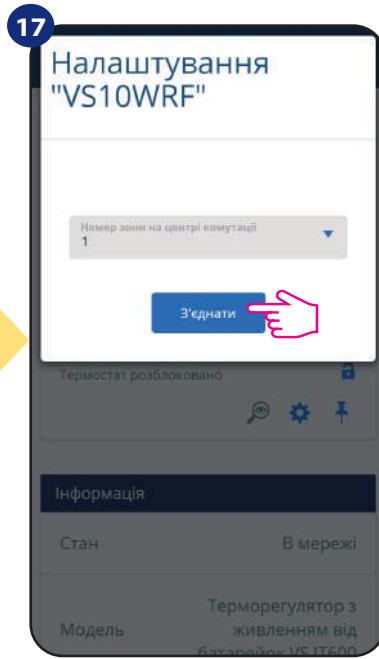 17
Налаштування
"VS10WRF"
Номер зони на центрі комутації
1
З'єднати
Термостат розблоковано
Інформація
Стан
В мережі
Терморегулятор з
Модель
живленням від
батарейок VS IT600